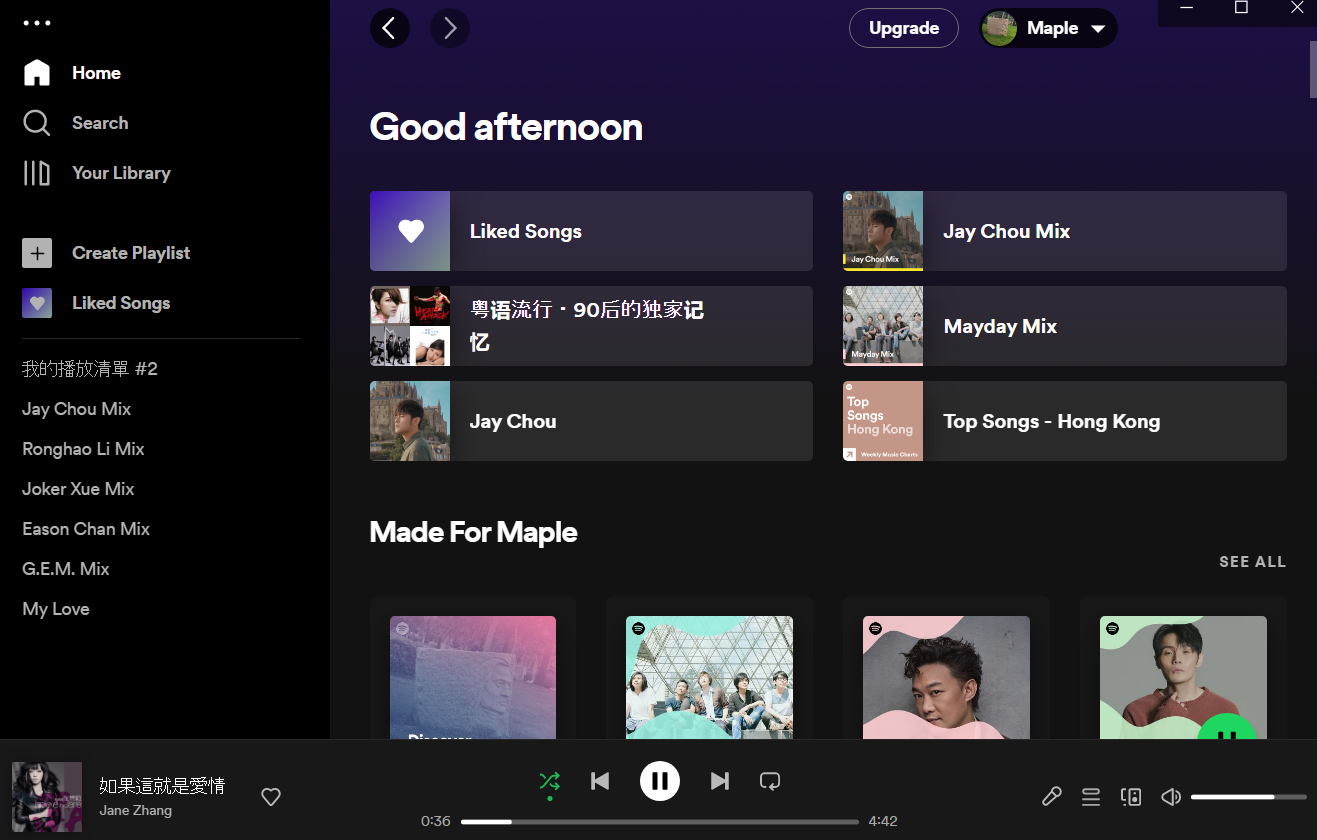 Home
Search
Your Library
Create Playlist
Liked Songs
我的播放清單 #2
Jay Chou Mix
Ronghao Li Mix
Joker Xue Mix
Eason Chan Mix
G.E.M. Mix
My Love
Upgrade
Maple
Good afternoon
Liked Songs
Jay Chou Mix
Jay Chou Mix
粤语流行·90后的独家记
忆
Mayday Mix
Mayday Mix
Jay Chou
Top
Songs
Hong Kong
Weekly Music Charts
Top Songs - Hong Kong
Made For Maple
SEE ALL
如果這就是愛情
Jane Zhang
0:36
4:42